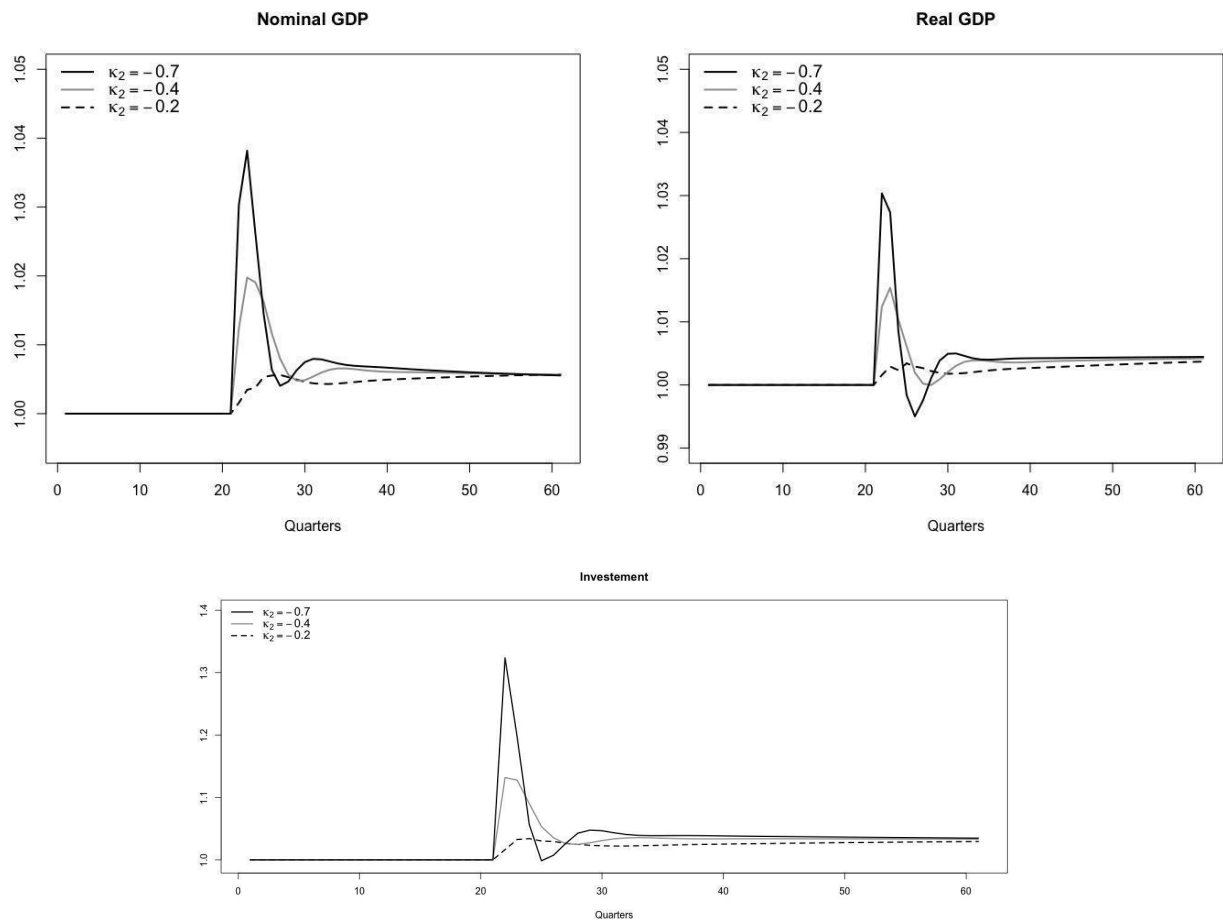 Nominal GDP
κ₂ = − 0.7
κ₂ = − 0.4
κ₂ = − 0.2
1.05
1.04
1.03
1.02
1.01
1.00
0 10 20 30 40 50 60
Quarters
Real GDP
κ₂ = − 0.7
κ₂ = − 0.4
κ₂ = − 0.2
1.05
1.04
1.03
1.02
1.01
1.00
0.99
0 10 20 30 40 50 60
Quarters
Investement
κ₂ = − 0.7
κ₂ = − 0.4
κ₂ = − 0.2
1.4
1.3
1.2
1.1
1.0
0 10 20 30 40 50 60
Quarters